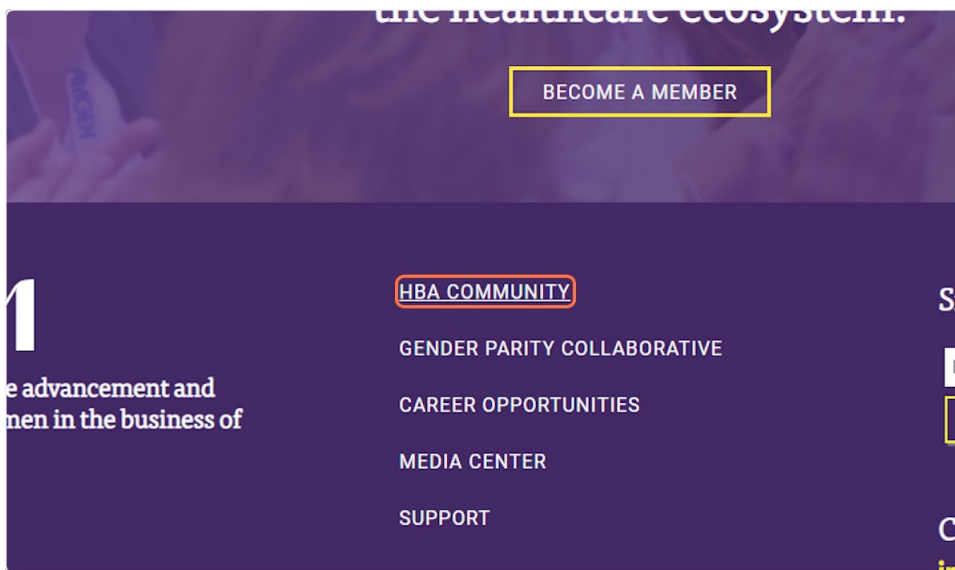 the healthcare ecosystem.
BECOME A MEMBER
AMGEN
HBA COMMUNITY
GENDER PARITY COLLABORATIVE
CAREER OPPORTUNITIES
MEDIA CENTER
SUPPORT
advancement and
in the business of